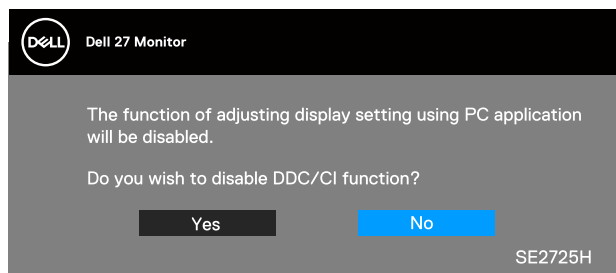 DELL
Dell 27 Monitor
The function of adjusting display setting using PC application
will be disabled.
Do you wish to disable DDC/CI function?
Yes
No
SE2725H